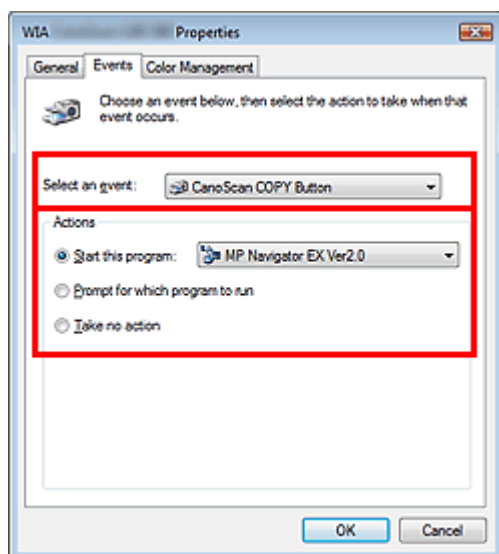 WIA Properties
General Events Color Management
Choose an event below, then select the action to take when that
event occurs.
Select an event: CanoScan COPY Button
Actions
Start this program: MP Navigator EX Ver2.0
Prompt for which program to run
Take no action
OK Cancel